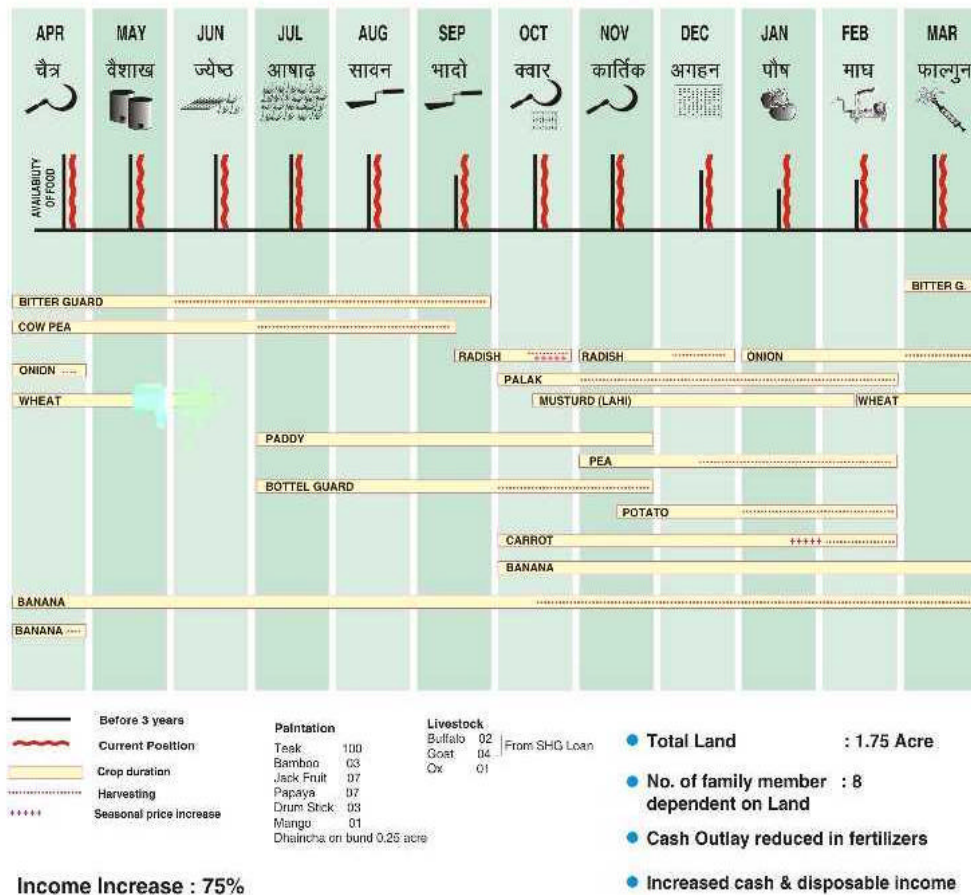 APR MAY JUN JUL AUG SEP OCT NOV DEC JAN FEB MAR
चैत्र वैशाख ज्येष्ठ आषाढ़ सावन भादो क्वार कार्तिक अगहन पौष माघ फाल्गुन
AVAILABILITY
OF FOOD
BITTER G.
BITTER GUARD
COW PEA
RADISH RADISH ONION
ONION
PALAK
WHEAT MUSTURD (LAHI) WHEAT
PADDY
PEA
BOTTEL GUARD
POTATO
CARROT
BANANA
BANANA
BANANA
Before 3 years
Current Position
Crop duration
Harvesting
Seasonal price increase
Palntation
Teak 100
Bamboo 03
Jack Fruit 07
Papaya 07
Drum Stick 03
Mango 01
Dhaincha on bund 0.25 acre
Livestock
Buffalo 02
Goat 04
Ox 01
From SHG Loan
Total Land : 1.75 Acre
No. of family member : 8
dependent on Land
Cash Outlay reduced in fertilizers
Increased cash & disposable income
Income Increase : 75%